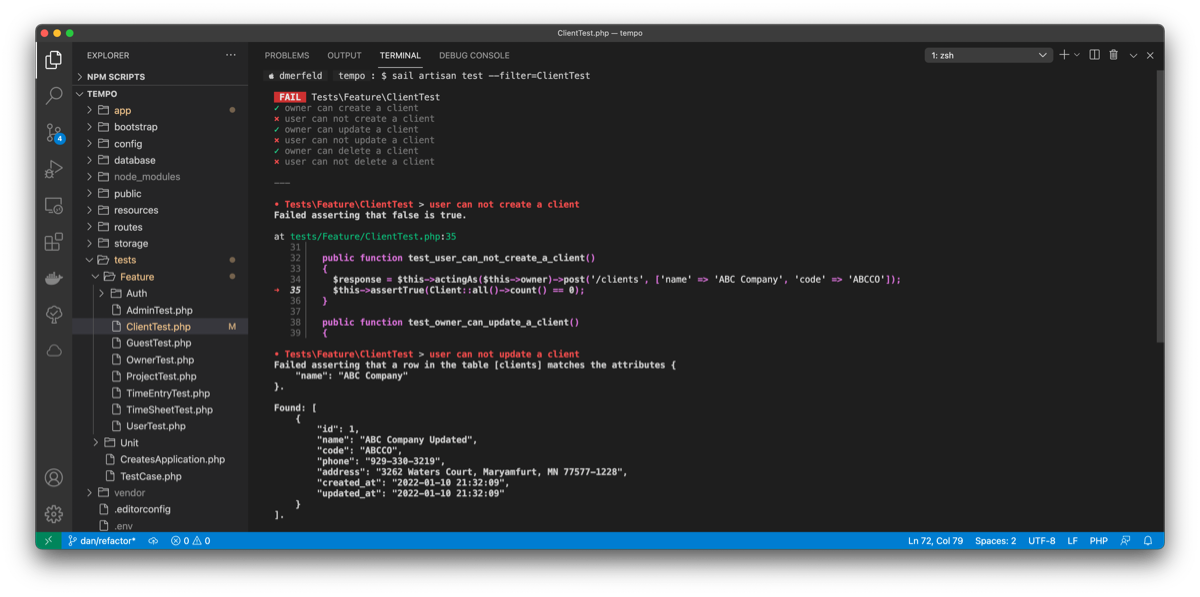 ClientTest.php — tempo
EXPLORER
NPM SCRIPTS
TEMPO
app
bootstrap
config
database
node_modules
public
resources
routes
storage
tests
Feature
Auth
AdminTest.php
ClientTest.php M
GuestTest.php
OwnerTest.php
ProjectTest.php
TimeEntryTest.php
TimeSheetTest.php
UserTest.php
Unit
CreatesApplication.php
TestCase.php
vendor
.editorconfig
.env
4
PROBLEMS OUTPUT TERMINAL DEBUG CONSOLE 1: zsh
dmerfeld tempo : $ sail artisan test --filter=ClientTest
FAIL Tests\Feature\ClientTest
✓ owner can create a client
⨯ user can not create a client
✓ owner can update a client
⨯ user can not update a client
✓ owner can delete a client
⨯ user can not delete a client
———
• Tests\Feature\ClientTest > user can not create a client
Failed asserting that false is true.
at tests/Feature/ClientTest.php:35
31
32 public function test_user_can_not_create_a_client()
33 {
34 $response = $this->actingAs($this->owner)->post('/clients', ['name' => 'ABC Company', 'code' => 'ABCCO']);
➜ 35 $this->assertTrue(Client::all()->count() == 0);
36 }
37
38 public function test_owner_can_update_a_client()
39 {
• Tests\Feature\ClientTest > user can not update a client
Failed asserting that a row in the table [clients] matches the attributes {
"name": "ABC Company"
}.
Found: [
{
"id": 1,
"name": "ABC Company Updated",
"code": "ABCCO",
"phone": "929-330-3219",
"address": "3262 Waters Court, Maryamfurt, MN 77577-1228",
"created_at": "2022-01-10 21:32:09",
"updated_at": "2022-01-10 21:32:09"
}
].
dan/refactor* 0 0 Ln 72, Col 79 Spaces: 2 UTF-8 LF PHP